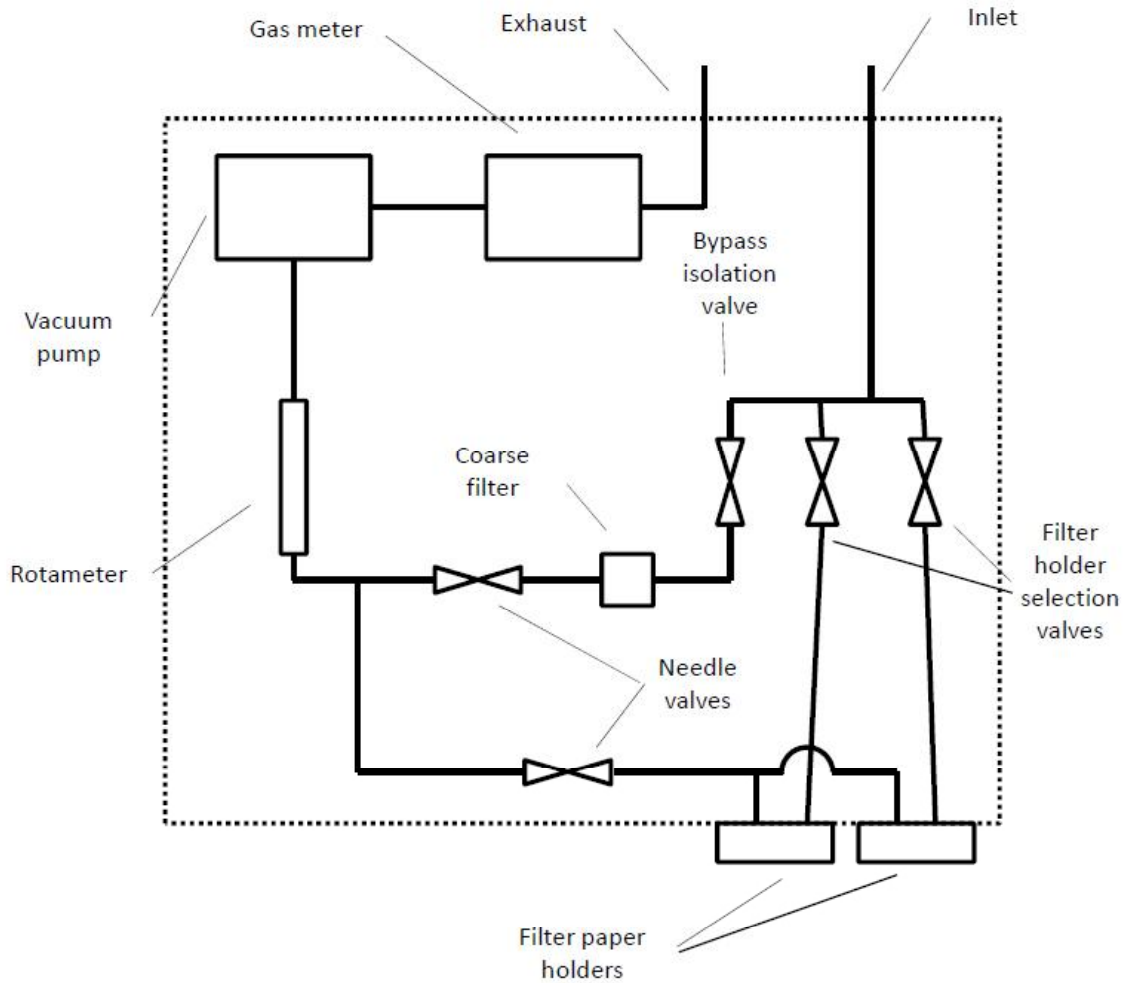 Gas meter
Exhaust
Inlet
Bypass
isolation
valve
Vacuum
pump
Coarse
filter
Rotameter
Filter
holder
selection
valves
Needle
valves
Filter paper
holders